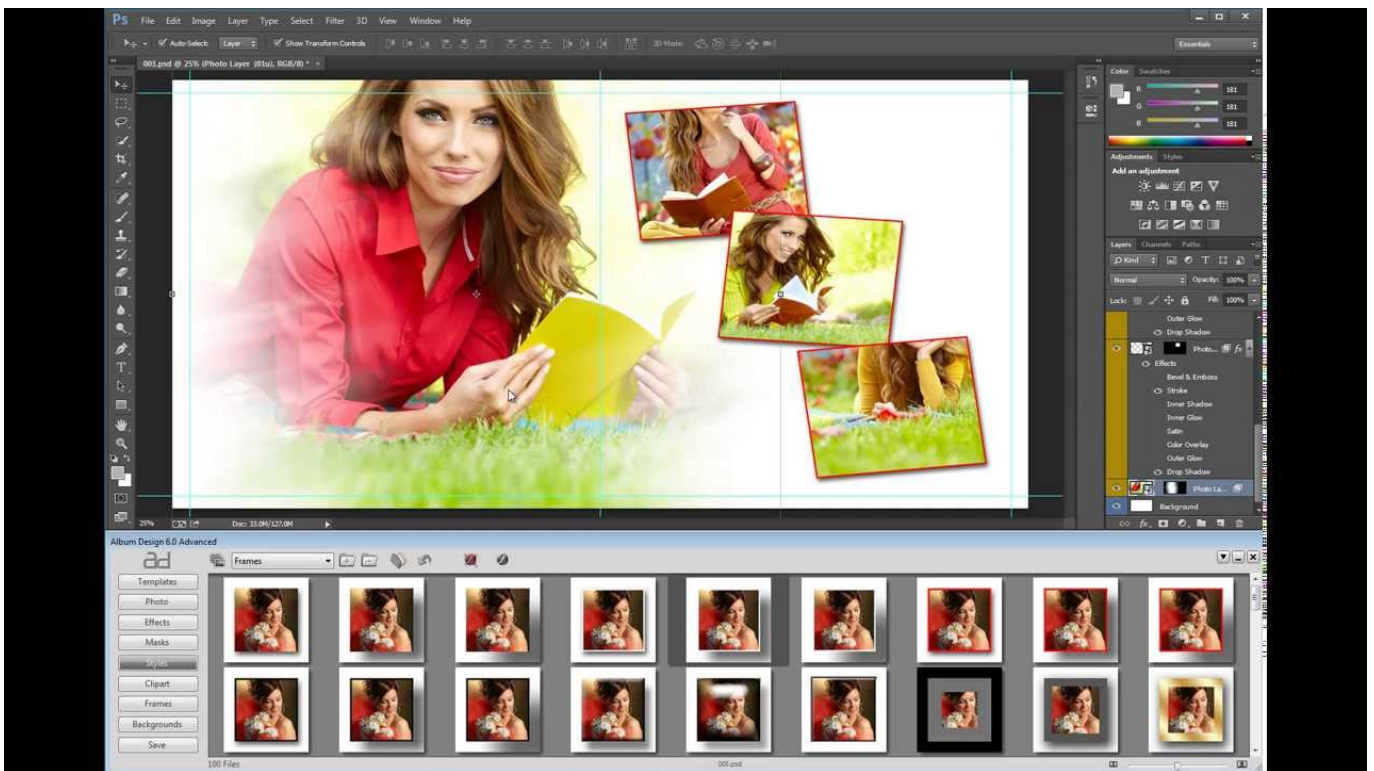 Ps File Edit Image Layer Type Select Filter 3D View Window Help
Auto-Select: Layer Show Transform Controls 3D Mode: Essentials
001.psd @ 25% (Photo Layer (01u), RGB/8) * ×
Color Swatches
R 181
G 181
B 181
Adjustments Styles
Add an adjustment
Layers Channels Paths
Kind
Normal Opacity: 100%
Lock: Fill: 100%
Outer Glow
Drop Shadow
Photo... fx
Effects
Bevel & Emboss
Stroke
Inner Shadow
Inner Glow
Satin
Color Overlay
Outer Glow
Drop Shadow
Photo La...
Background
25% Doc: 33.0M/127.0M
Album Design 6.0 Advanced
ad Frames
Templates
Photo
Effects
Masks
Styles
Clipart
Frames
Backgrounds
Save
100 Files 005.psd